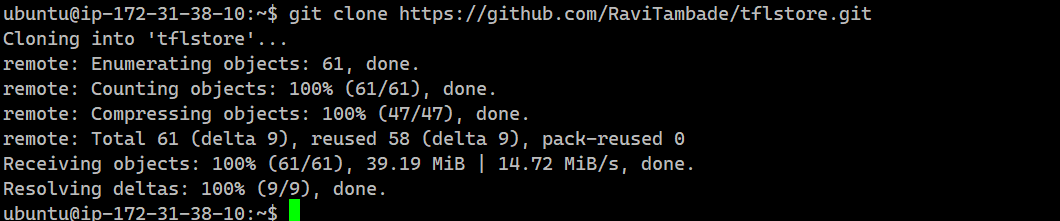 ubuntu@ip-172-31-38-10:~$ git clone https://github.com/RaviTambade/tflstore.git
Cloning into 'tflstore'...
remote: Enumerating objects: 61, done.
remote: Counting objects: 100% (61/61), done.
remote: Compressing objects: 100% (47/47), done.
remote: Total 61 (delta 9), reused 58 (delta 9), pack-reused 0
Receiving objects: 100% (61/61), 39.19 MiB | 14.72 MiB/s, done.
Resolving deltas: 100% (9/9), done.
ubuntu@ip-172-31-38-10:~$